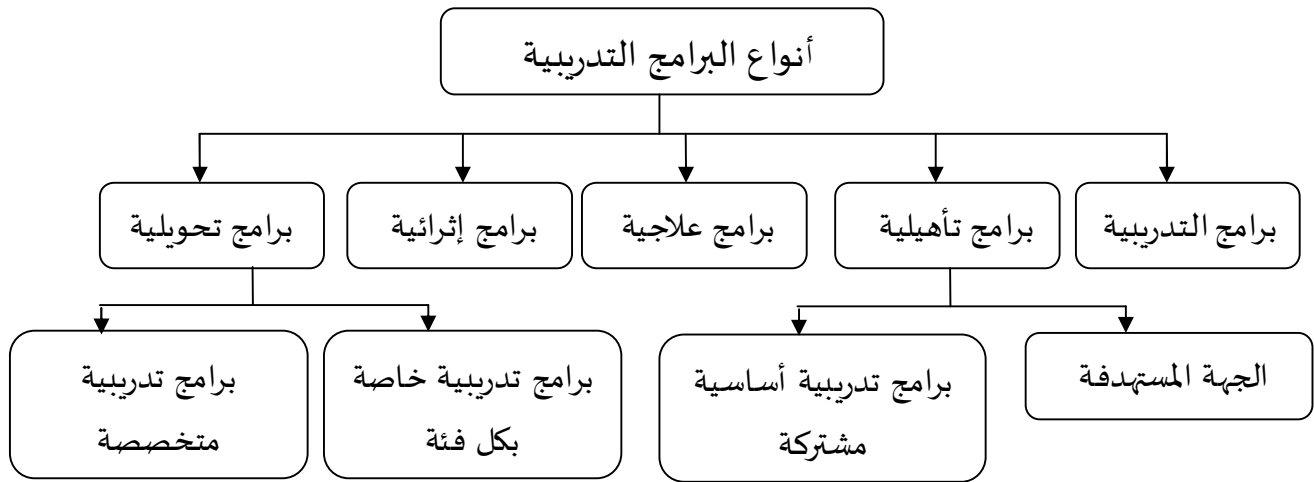 أنواع البرامج التدريبية
برامج التدريبية
برامج تأهيلية
برامج علاجية
برامج إثرائية
برامج تحويلية
الجهة المستهدفة
برامج تدريبية أساسية
مشتركة
برامج تدريبية خاصة
بكل فئة
برامج تدريبية
متخصصة